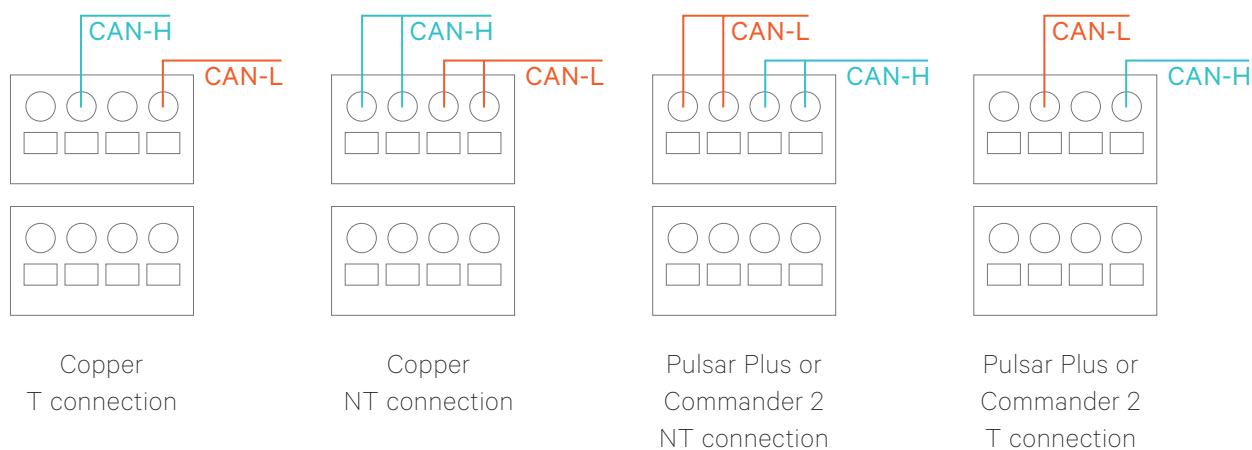 CAN-H
CAN-L
CAN-H
CAN-L
CAN-L
CAN-H
CAN-L
CAN-H
Copper
T connection
Copper
NT connection
Pulsar Plus or
Commander 2
NT connection
Pulsar Plus or
Commander 2
T connection